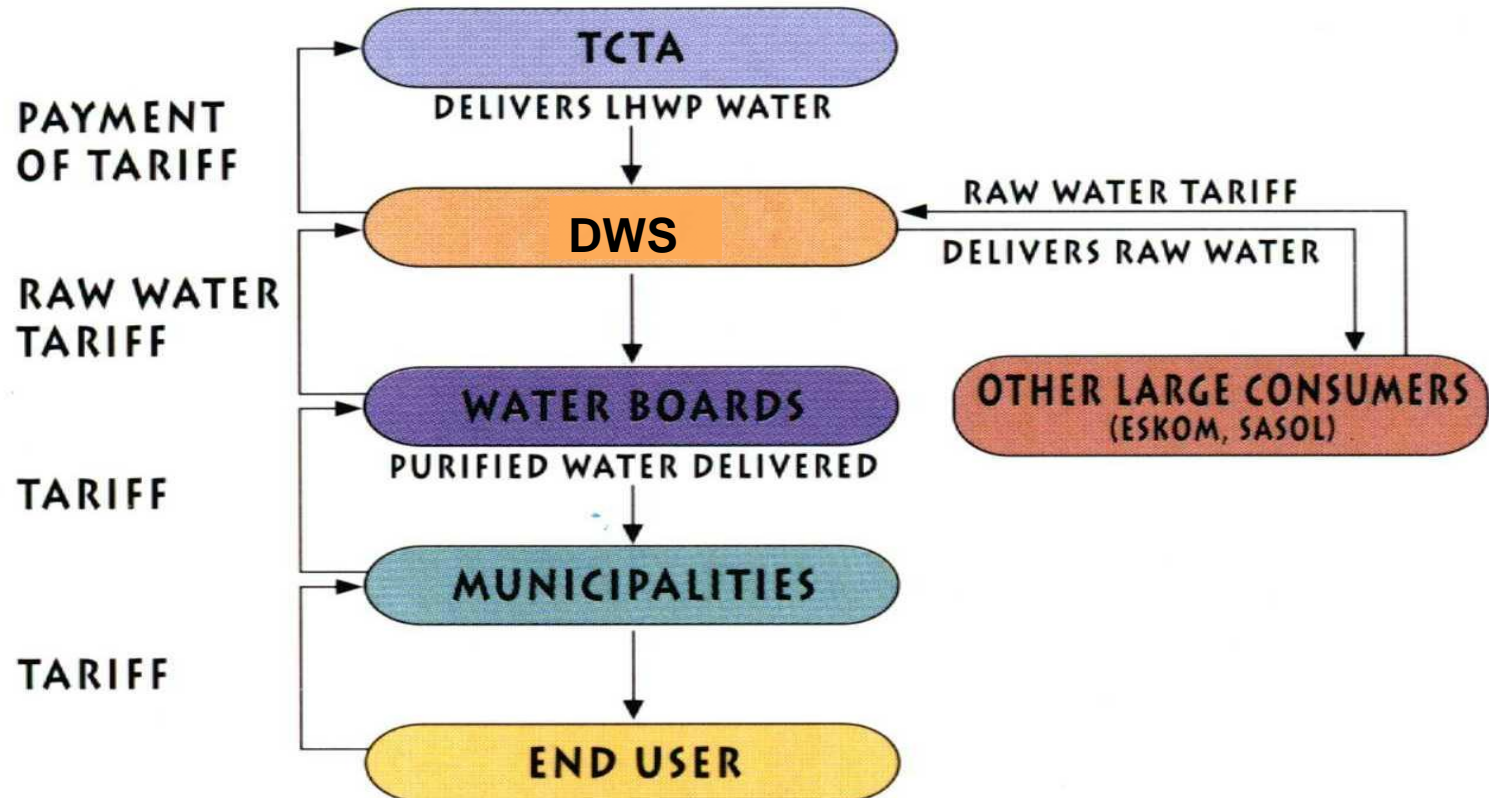 TCTA
DELIVERS LHWP WATER
PAYMENT
OF TARIFF
DWS
RAW WATER TARIFF
DELIVERS RAW WATER
RAW WATER
TARIFF
WATER BOARDS
OTHER LARGE CONSUMERS
(ESKOM, SASOL)
PURIFIED WATER DELIVERED
TARIFF
MUNICIPALITIES
TARIFF
END USER